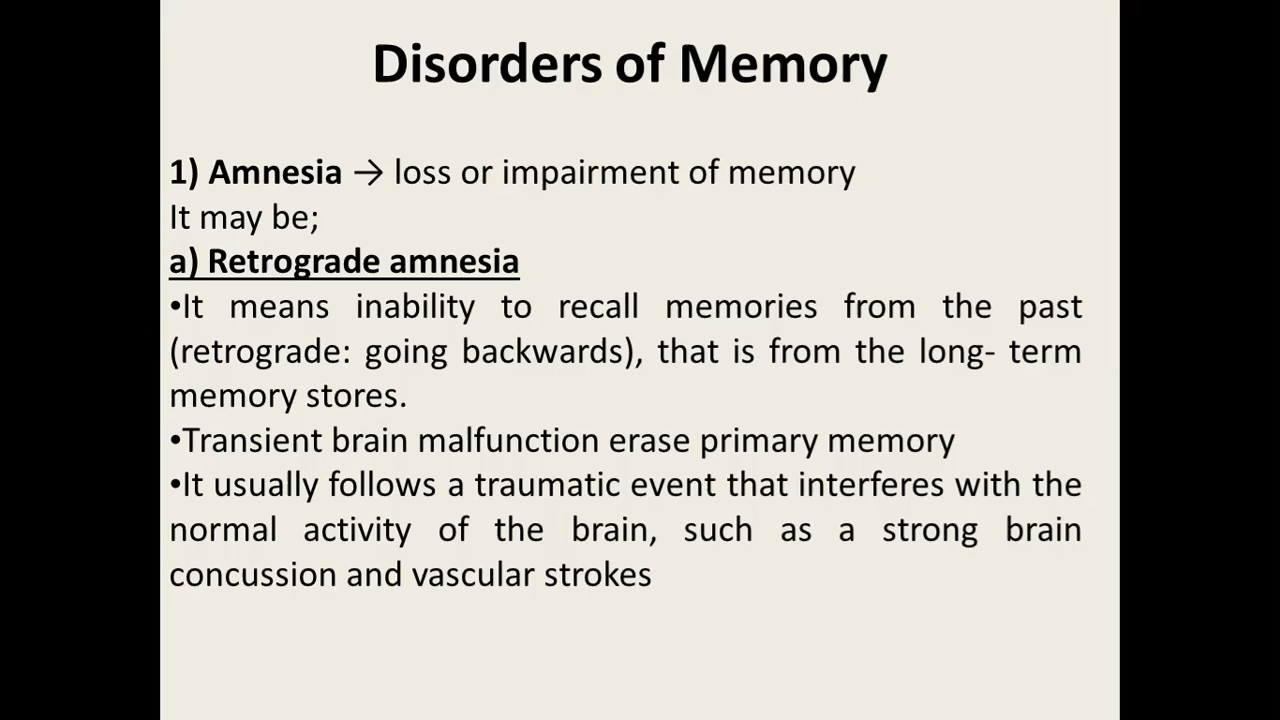 Disorders of Memory
1) Amnesia → loss or impairment of memory
It may be;
a) Retrograde amnesia
•It means inability to recall memories from the past
(retrograde: going backwards), that is from the long- term
memory stores.
•Transient brain malfunction erase primary memory
•It usually follows a traumatic event that interferes with the
normal activity of the brain, such as a strong brain
concussion and vascular strokes